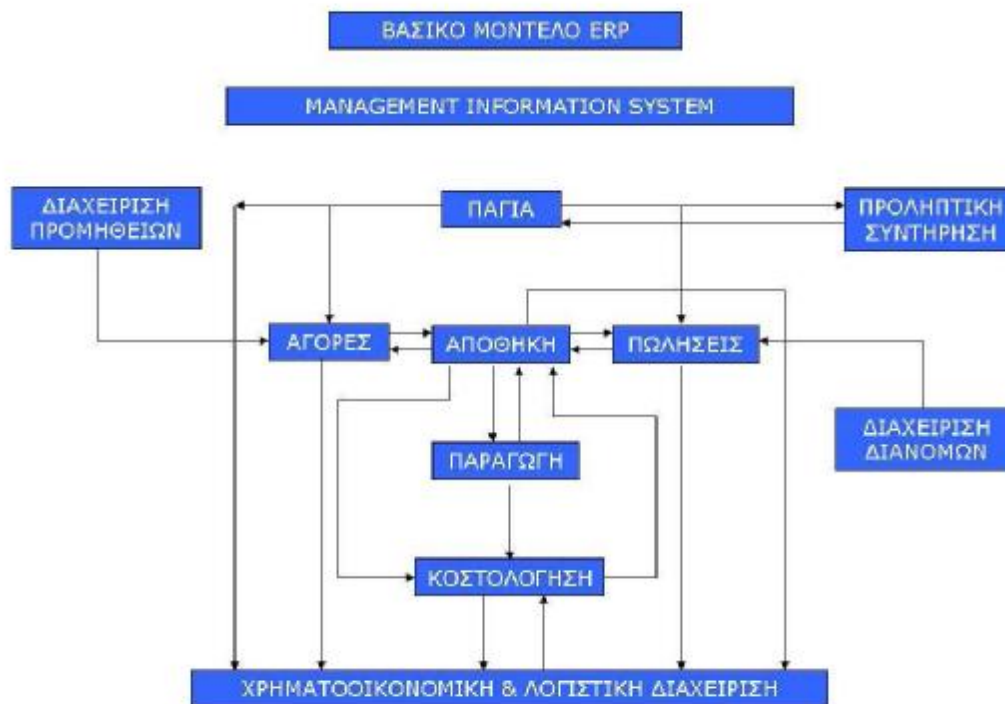 ΒΑΣΙΚΟ ΜΟΝΤΕΛΟ ERP
MANAGEMENT INFORMATION SYSTEM
ΔΙΑΧΕΙΡΙΣΗ
ΠΡΟΜΗΘΕΙΩΝ
ΠΑΓΙΑ
ΠΡΟΛΗΠΤΙΚΗ
ΣΥΝΤΗΡΗΣΗ
ΑΓΟΡΕΣ
ΑΠΟΘΗΚΗ
ΠΩΛΗΣΕΙΣ
ΔΙΑΧΕΙΡΙΣΗ
ΔΙΑΝΟΜΩΝ
ΠΑΡΑΓΩΓΗ
ΚΟΣΤΟΛΟΓΗΣΗ
ΧΡΗΜΑΤΟΟΙΚΟΝΟΜΙΚΗ & ΛΟΓΙΣΤΙΚΗ ΔΙΑΧΕΙΡΙΣΗ